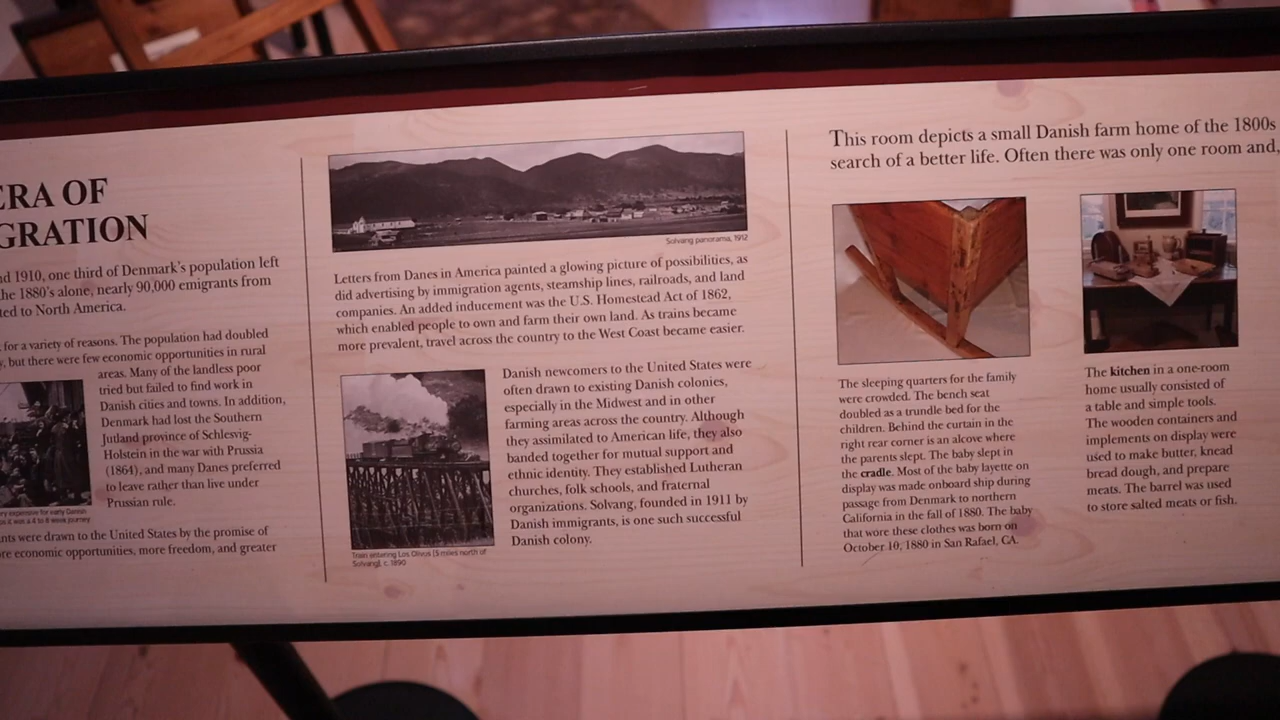 ERA OF
GRATION
nd 1910, one third of Denmark's population left
he 1880's alone, nearly 90,000 emigrants from
ted to North America.
for a variety of reasons. The population had doubled
y, but there were few economic opportunities in rural
areas. Many of the landless poor
tried but failed to find work in
Danish cities and towns. In addition,
Denmark had lost the Southern
Jutland province of Schlesvig-
Holstein in the war with Prussia
(1864), and many Danes preferred
to leave rather than live under
Prussian rule.
ry expensive for early Danish
it was a 4 to 6 week journey
nts were drawn to the United States by the promise of
re economic opportunities, more freedom, and greater
Solvang panorama, 1912
Letters from Danes in America painted a glowing picture of possibilities, as
did advertising by immigration agents, steamship lines, railroads, and land
companies. An added inducement was the U.S. Homestead Act of 1862,
which enabled people to own and farm their own land. As trains became
more prevalent, travel across the country to the West Coast became easier.
Danish newcomers to the United States were
often drawn to existing Danish colonies,
especially in the Midwest and in other
farming areas across the country. Although
they assimilated to American life, they also
banded together for mutual support and
ethnic identity. They established Lutheran
churches, folk schools, and fraternal
organizations. Solvang, founded in 1911 by
Danish immigrants, is one such successful
Danish colony.
Train entering Los Olivos (5 miles north of
Solvang), c. 1890
This room depicts a small Danish farm home of the 1800s
search of a better life. Often there was only one room and,
The sleeping quarters for the family
were crowded. The bench seat
doubled as a trundle bed for the
children. Behind the curtain in the
right rear corner is an alcove where
the parents slept. The baby slept in
the cradle. Most of the baby layette on
display was made onboard ship during
passage from Denmark to northern
California in the fall of 1880. The baby
that wore these clothes was born on
October 10, 1880 in San Rafael, CA.
The kitchen in a one-room
home usually consisted of
a table and simple tools.
The wooden containers and
implements on display were
used to make butter, knead
bread dough, and prepare
meats. The barrel was used
to store salted meats or fish.